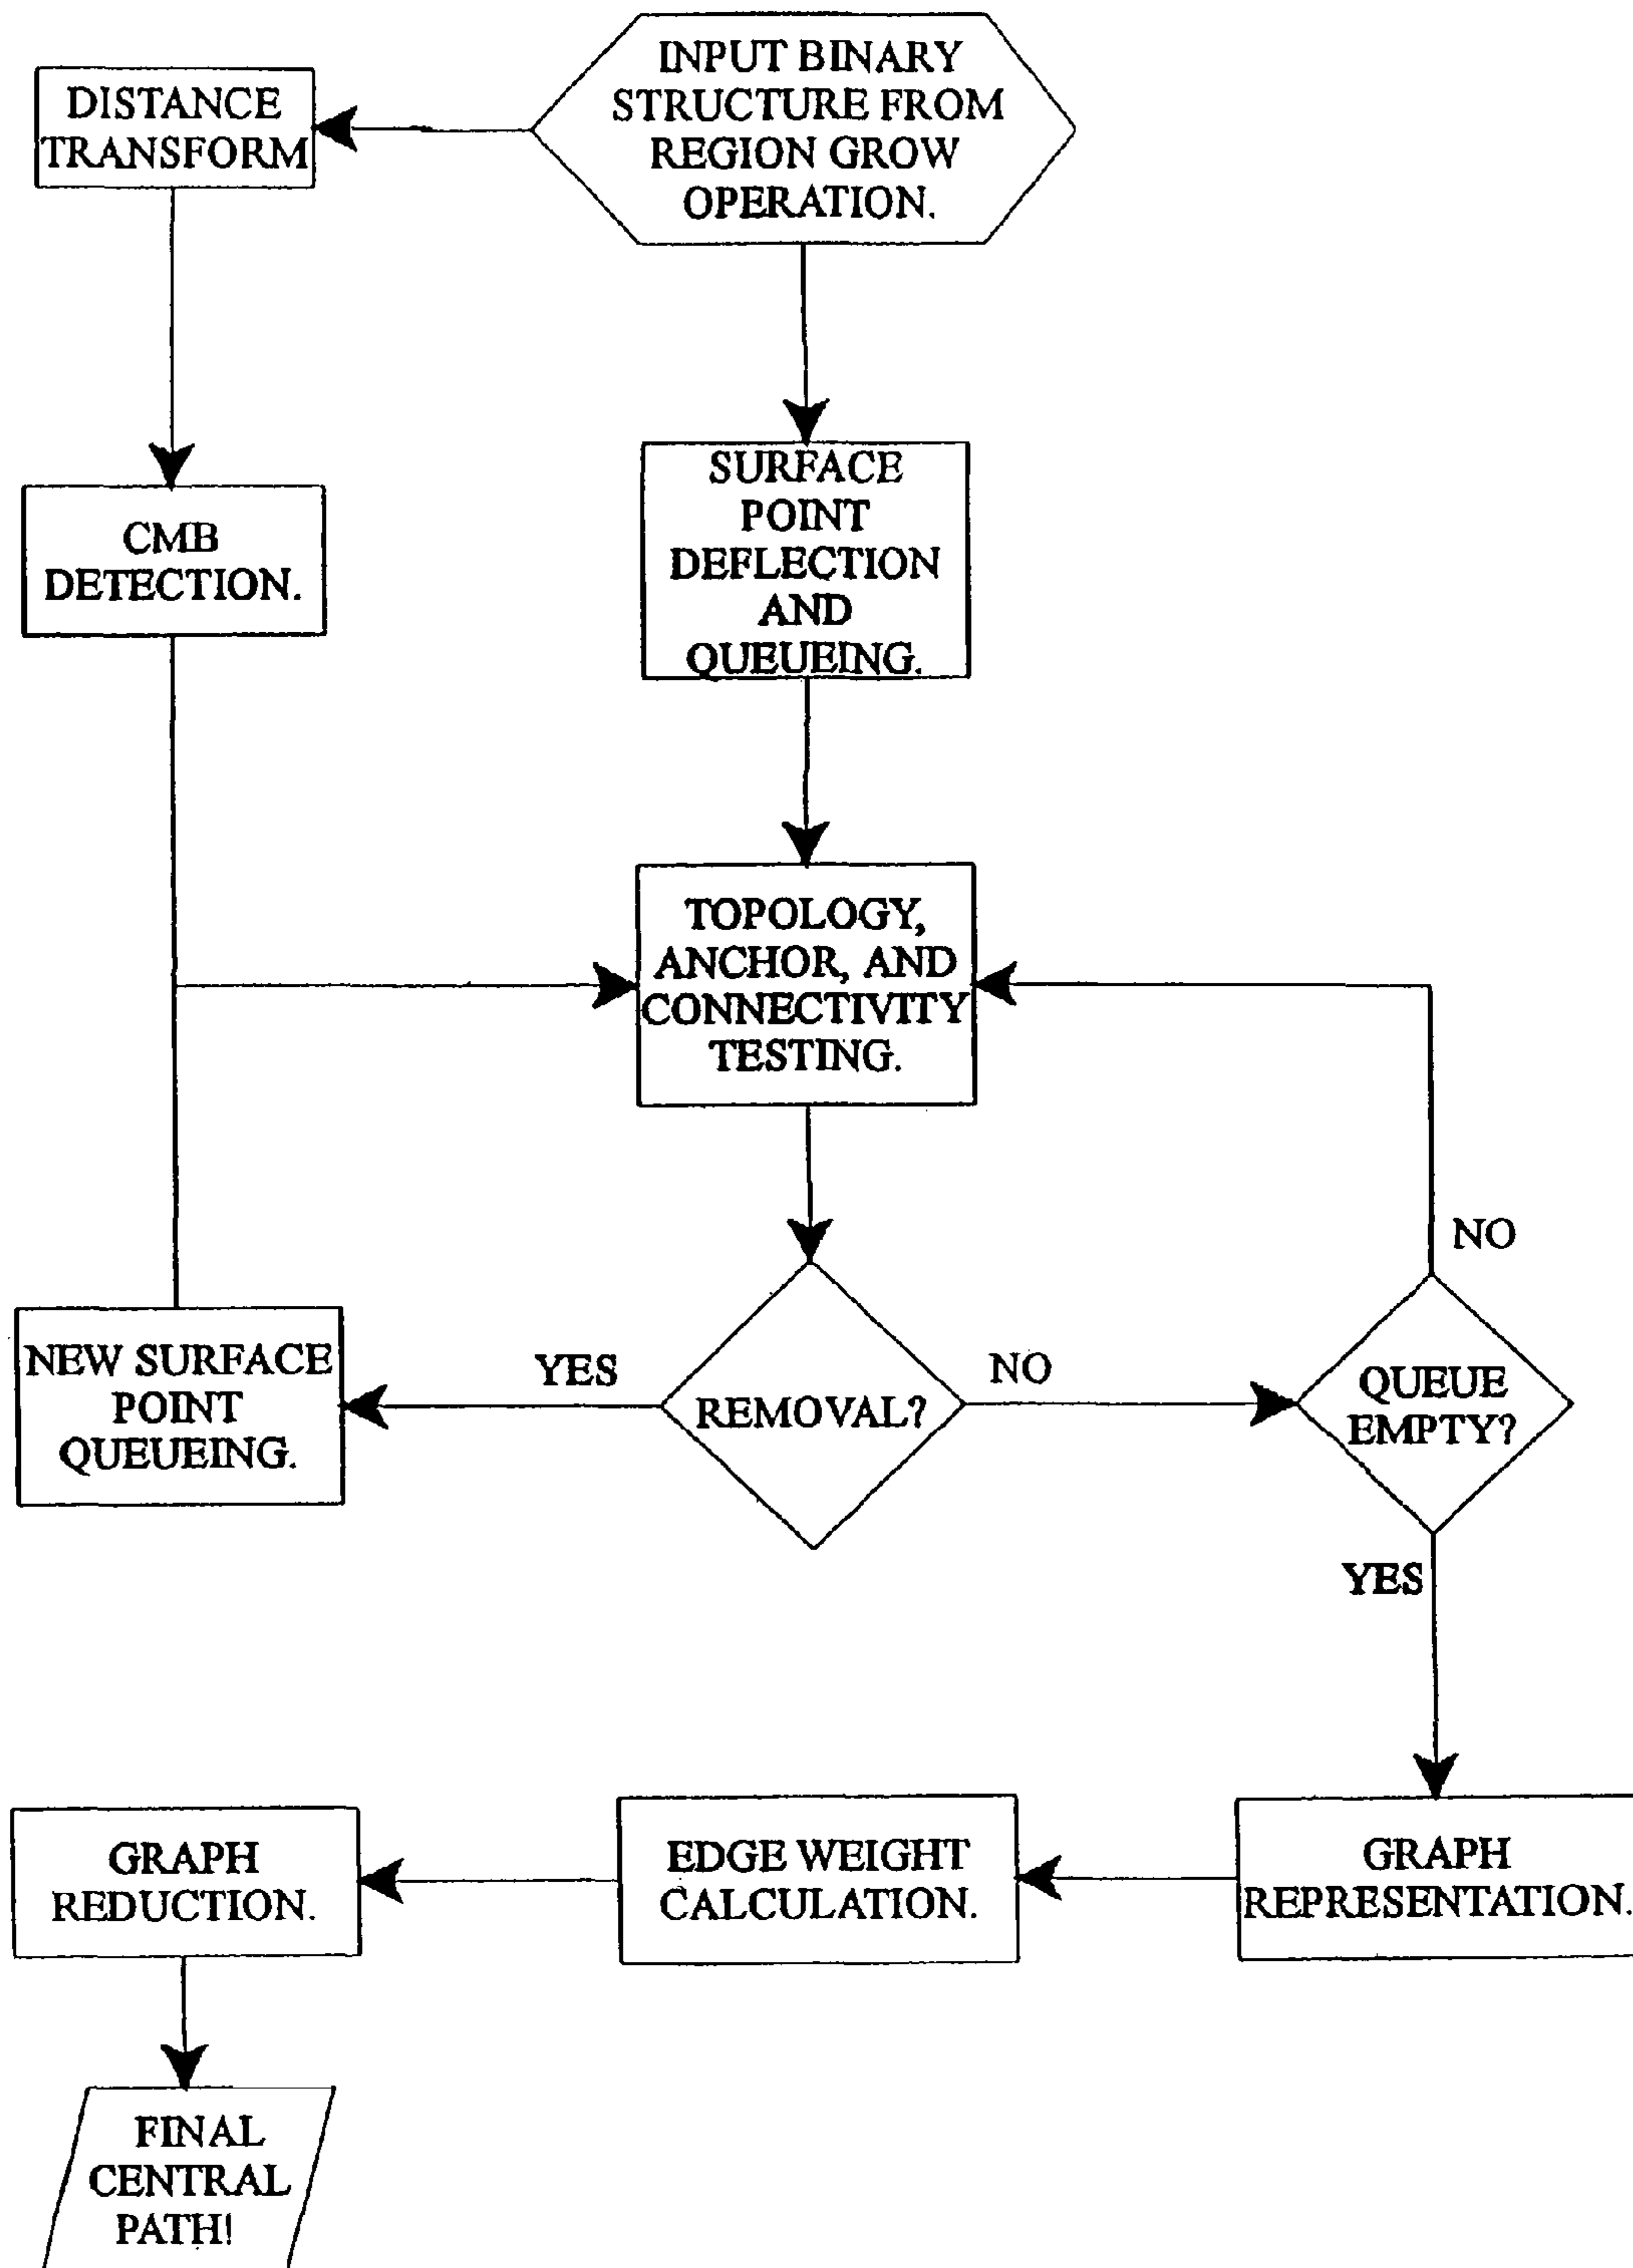 INPUT BINARY
STRUCTURE FROM
REGION GROW
OPERATION.
DISTANCE
TRANSFORM
CMB
DETECTION.
SURFACE
POINT
DEFLECTION
AND
QUEUEING.
TOPOLOGY,
ANCHOR, AND
CONNECTIVITY
TESTING.
NO
NEW SURFACE
POINT
QUEUEING.
YES
REMOVAL?
NO
QUEUE
EMPTY?
YES
GRAPH
REDUCTION.
EDGE WEIGHT
CALCULATION.
GRAPH
REPRESENTATION.
FINAL
CENTRAL
PATH!